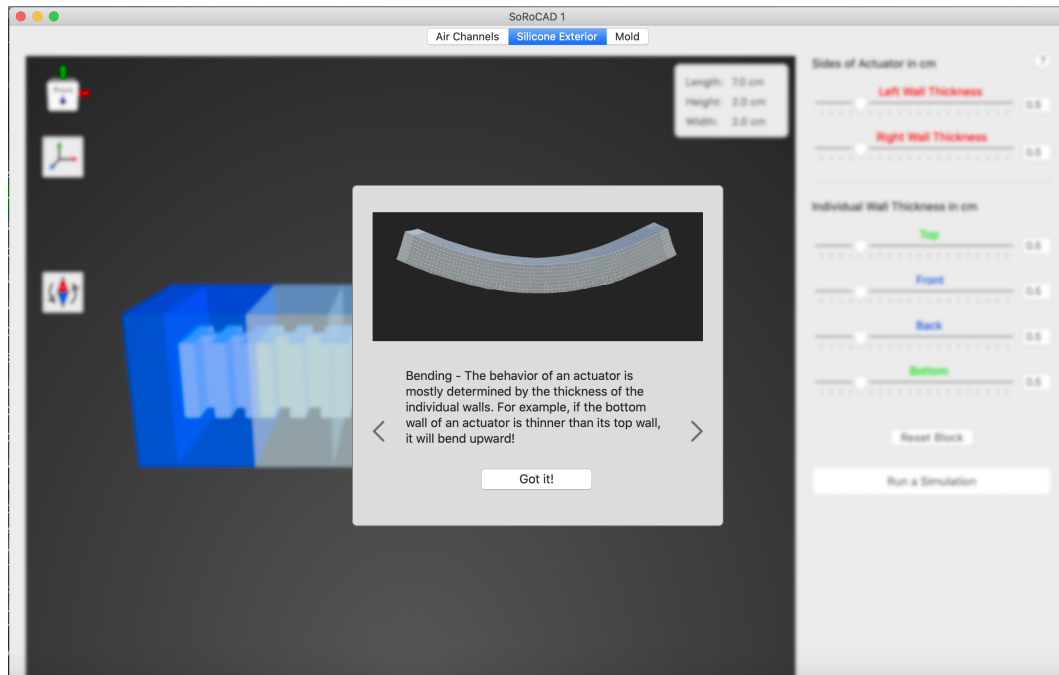 SoRoCAD 1
Air Channels Silicone Exterior Mold
Length: 7.0 cm
Height: 2.0 cm
Width: 2.0 cm
Front
Sides of Actuator in cm
?
Left Wall Thickness
0.5
Right Wall Thickness
0.5
Individual Wall Thickness in cm
Top
0.5
Front
0.5
Back
0.5
Bottom
0.5
Reset Block
Run a Simulation
Bending - The behavior of an actuator is
mostly determined by the thickness of the
individual walls. For example, if the bottom
wall of an actuator is thinner than its top wall,
it will bend upward!
Got it!